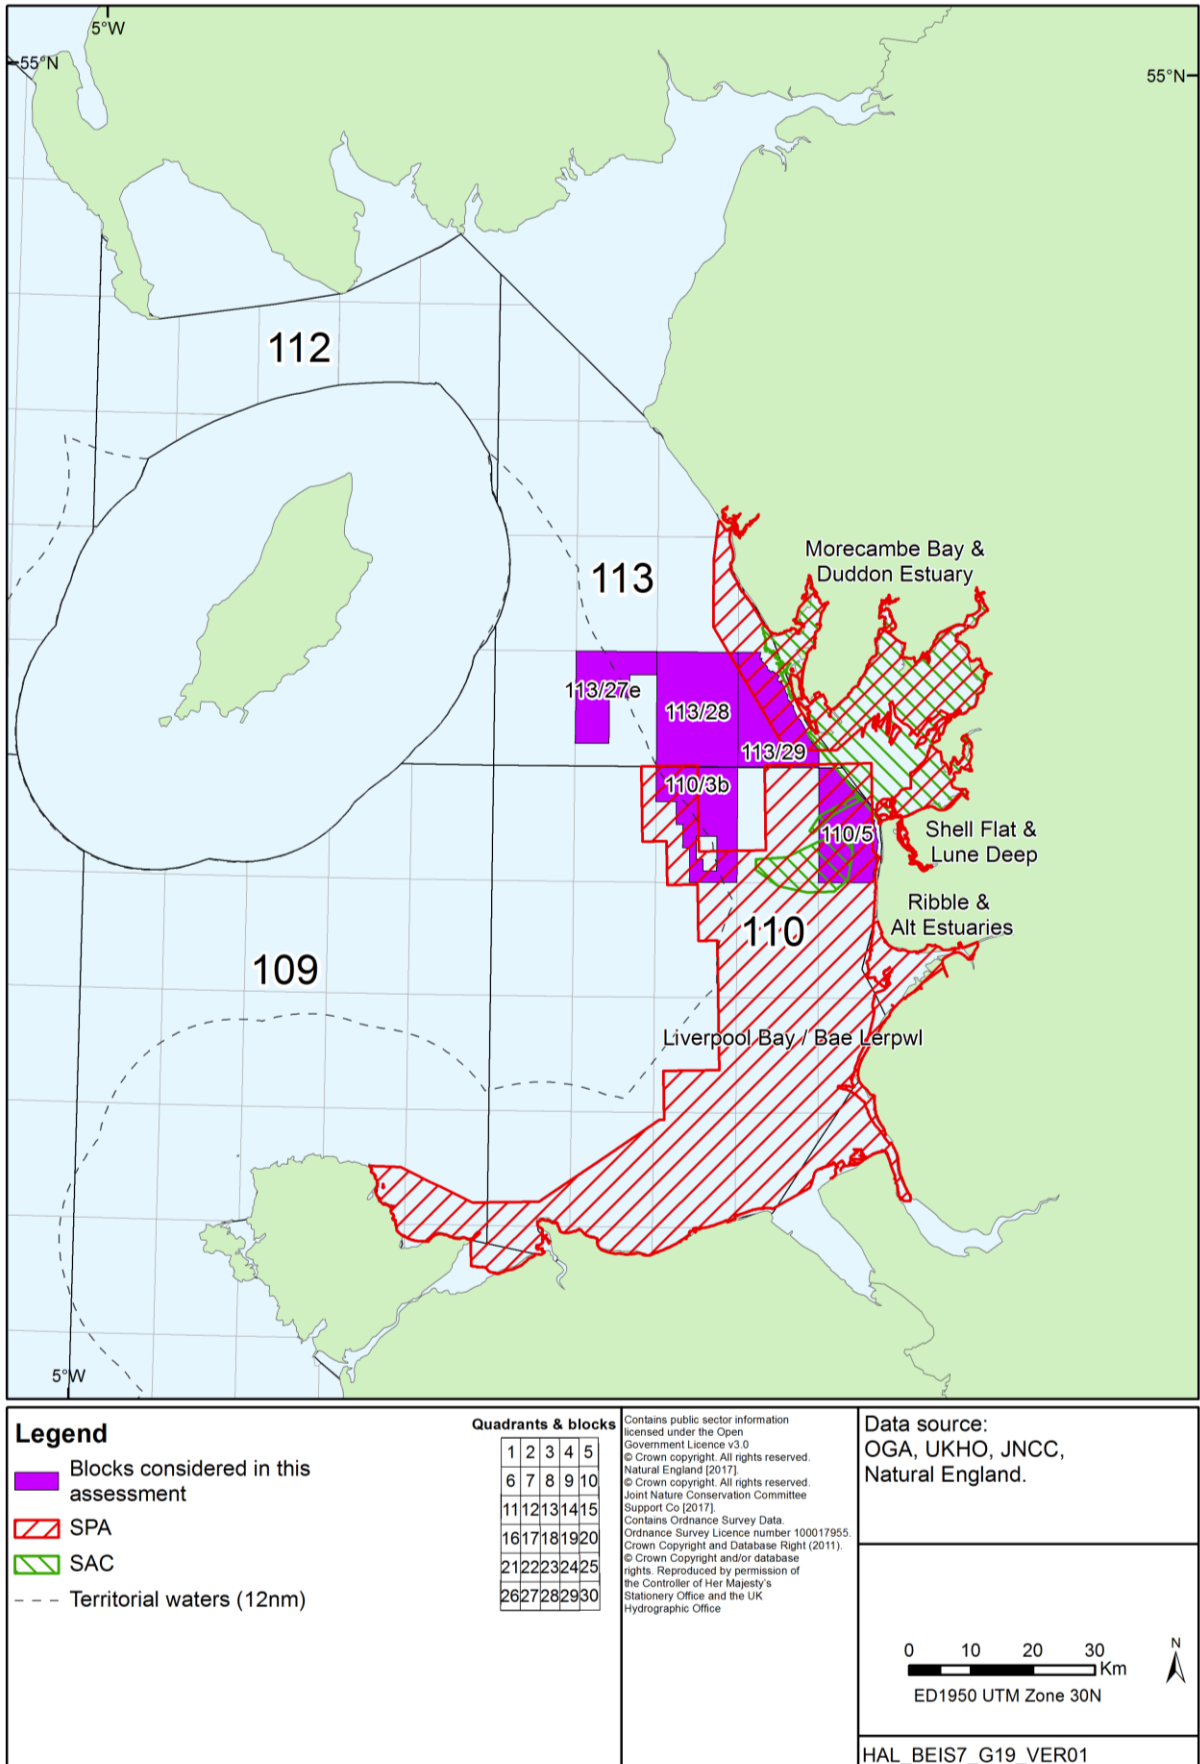 5°W
55°N
55°N
112
Morecambe Bay &
Duddon Estuary
113
113/27e
113/28
113/29
110/3b
110/5
Shell Flat &
Lune Deep
Ribble &
Alt Estuaries
110
109
Liverpool Bay / Bae Lerpwl
5°W
Legend
Blocks considered in this
assessment
SPA
SAC
Territorial waters (12nm)
Quadrants & blocks
1 2 3 4 5
6 7 8 9 10
11 12 13 14 15
16 17 18 19 20
21 22 23 24 25
26 27 28 29 30
Contains public sector information
licensed under the Open
Government Licence v3.0
© Crown copyright. All rights reserved.
Natural England [2017].
© Crown copyright. All rights reserved.
Joint Nature Conservation Committee
Support Co [2017].
Contains Ordnance Survey Data.
Ordnance Survey Licence number 100017955.
Crown Copyright and Database Right (2011).
© Crown Copyright and/or database
rights. Reproduced by permission of
the Controller of Her Majesty's
Stationery Office and the UK
Hydrographic Office
Data source:
OGA, UKHO, JNCC,
Natural England.
0 10 20 30
Km
N
ED1950 UTM Zone 30N
HAL_BEIS7_G19_VER01